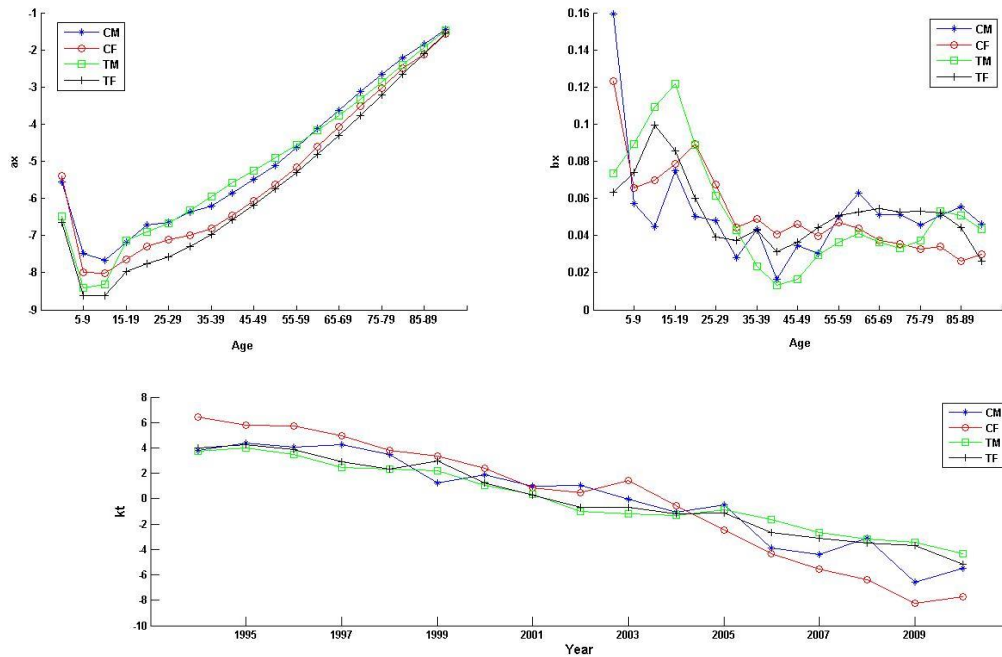 -1
-2
-3
-4
-5
-6
-7
-8
-9
ax
CM
CF
TM
TF
5-9 15-19 25-29 35-39 45-49 55-59 65-69 75-79 85-89
Age
0.16
0.14
0.12
0.1
0.08
0.06
0.04
0.02
0
bx
CM
CF
TM
TF
5-9 15-19 25-29 35-39 45-49 55-59 65-69 75-79 85-89
Age
8
6
4
2
0
-2
-4
-6
-8
-10
kt
CM
CF
TM
TF
1995 1997 1999 2001 2003 2005 2007 2009
Year